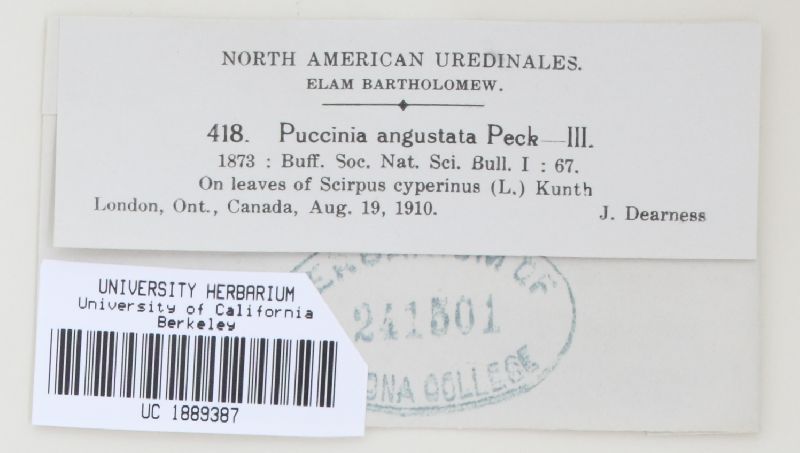 NORTH AMERICAN UREDINALES.
ELAM BARTHOLOMEW.
418. Puccinia angustata Peck—III.
1873 : Buff. Soc. Nat. Sci. Bull. I : 67.
On leaves of Scirpus cyperinus (L.) Kunth
London, Ont., Canada, Aug. 19, 1910. J. Dearness
OF
241501
COLLEGE
UNIVERSITY HERBARIUM
University of California
Berkeley
UC 1889387